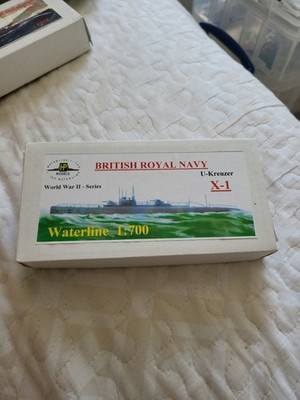 BRITISH ROYAL NAVY
U-Kreuzer
World War II - Series
X-1
Waterline 1:700